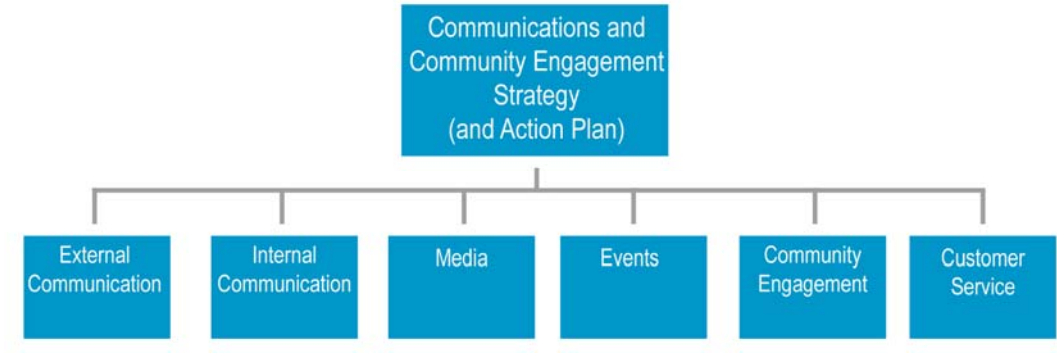 Communications and
Community Engagement
Strategy
(and Action Plan)
External
Communication
Internal
Communication
Media
Events
Community
Engagement
Customer
Service